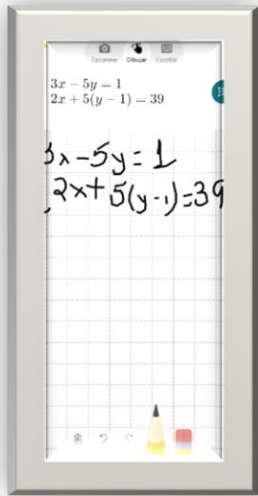 Escanear Dibujar Escribir
3x − 5y = 1
2x + 5(y − 1) = 39
3x-5y=1
2x+5(y-1)=39